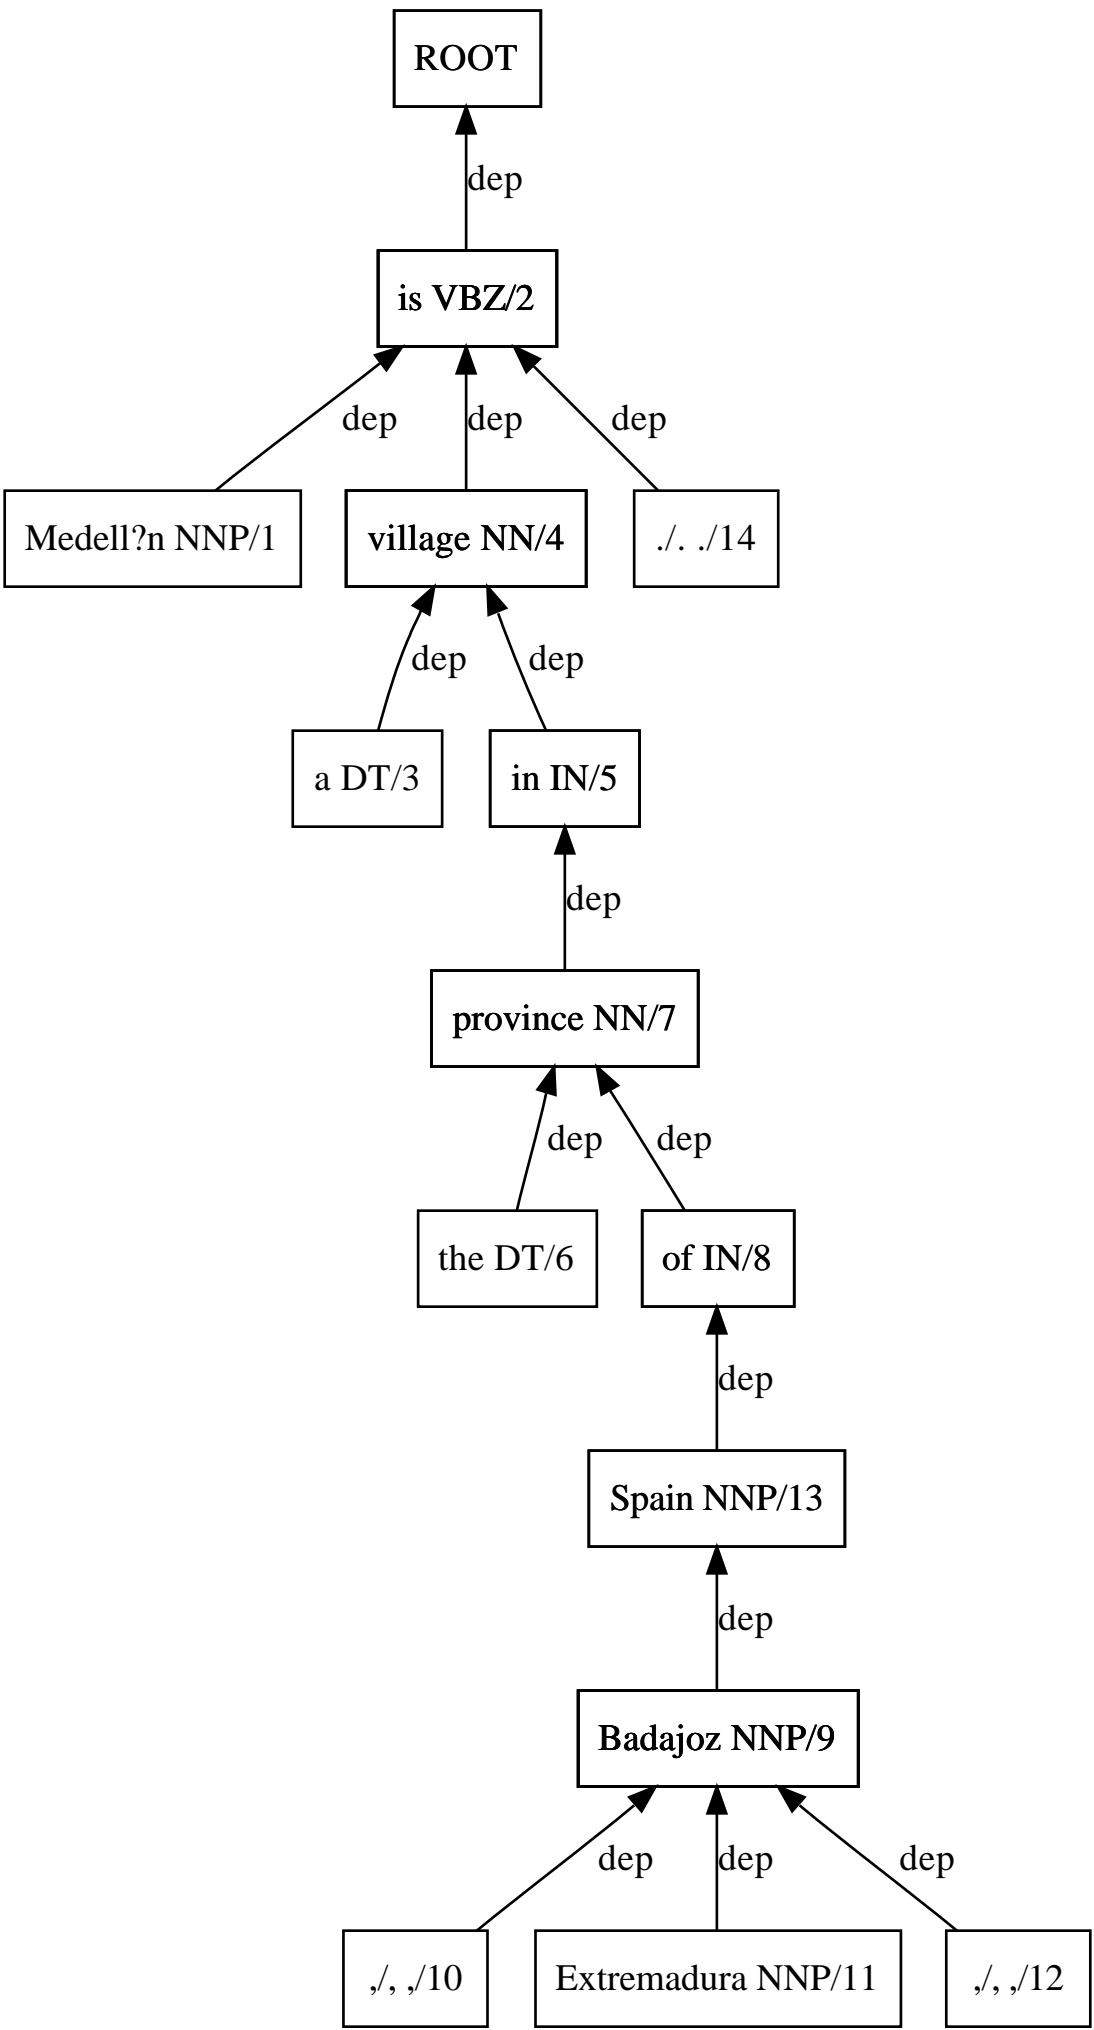 ROOT
dep
is VBZ/2
dep dep dep
Medell?n NNP/1 village NN/4 ./. ./14
dep dep
a DT/3 in IN/5
dep
province NN/7
dep dep
the DT/6 of IN/8
dep
Spain NNP/13
dep
Badajoz NNP/9
dep dep dep
,/, ,/10 Extremadura NNP/11 ,/, ,/12